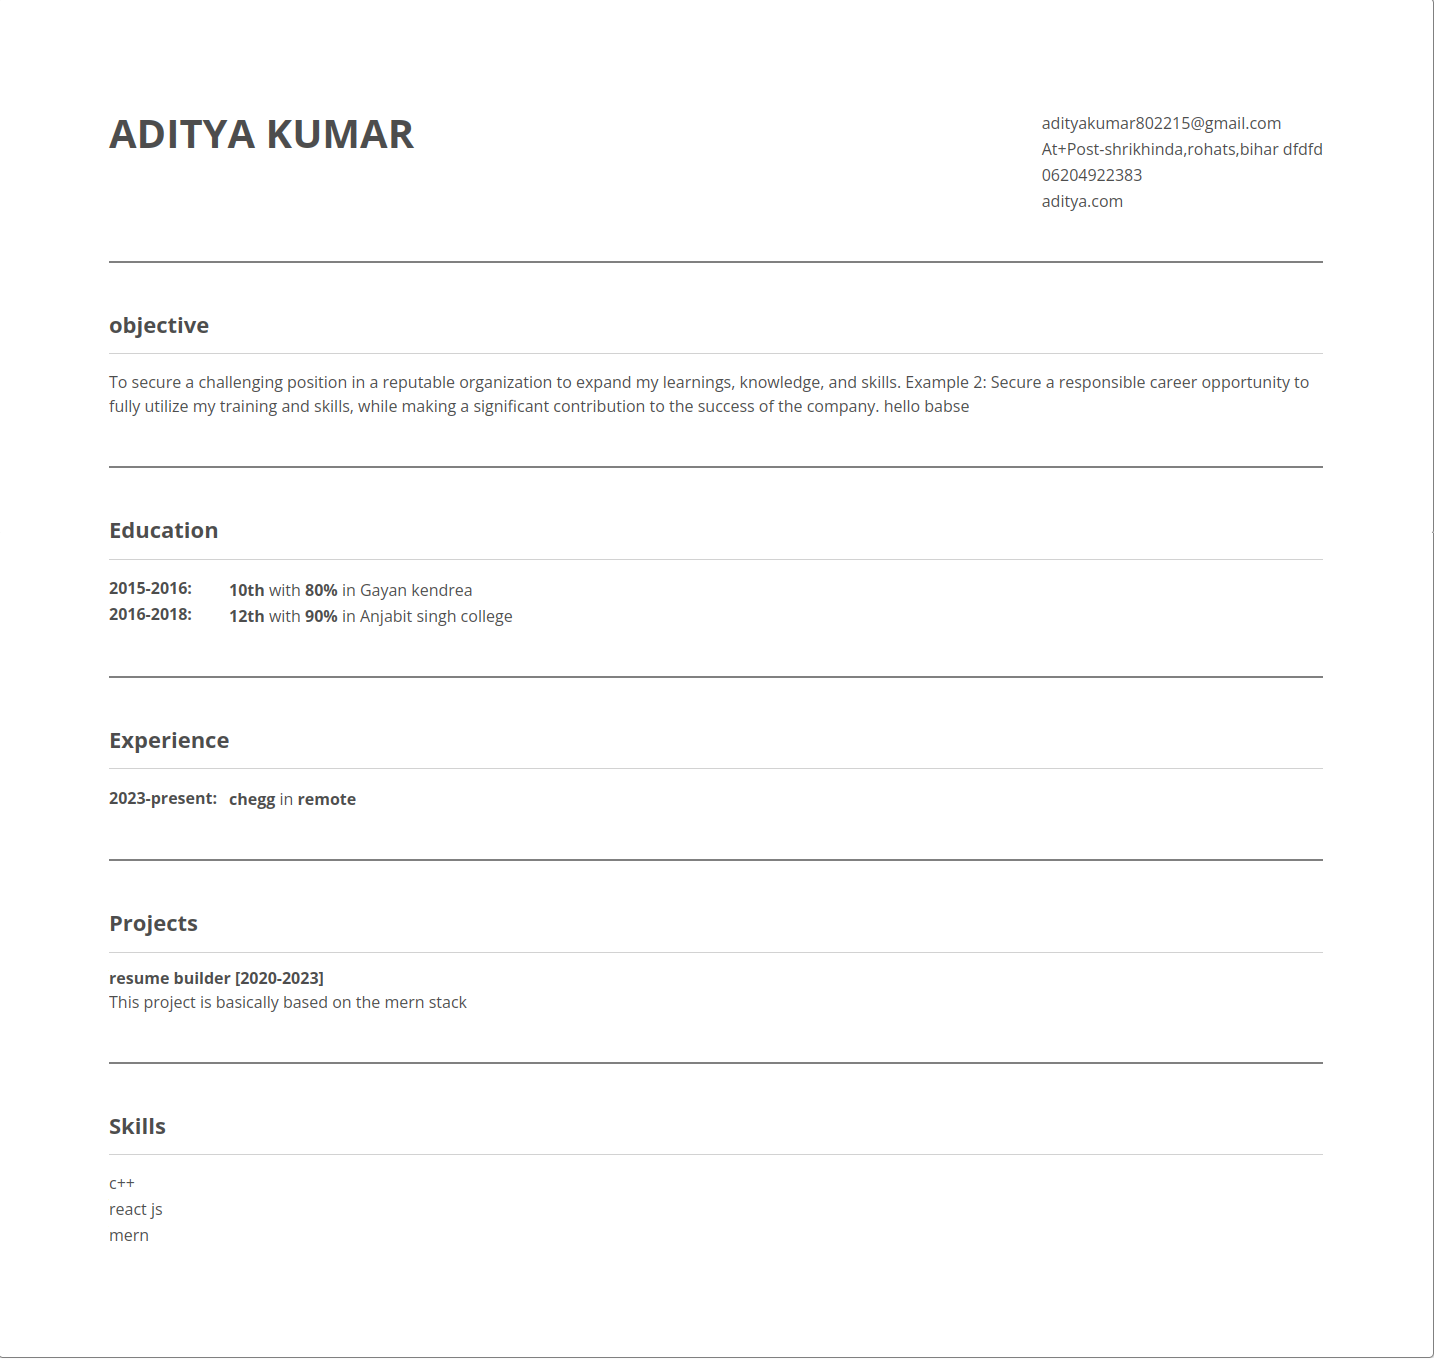 ADITYA KUMAR
adityakumar802215@gmail.com
At+Post-shrikhinda,rohats,bihar dfdfd
06204922383
aditya.com
objective
To secure a challenging position in a reputable organization to expand my learnings, knowledge, and skills. Example 2: Secure a responsible career opportunity to
fully utilize my training and skills, while making a significant contribution to the success of the company. hello babse
Education
2015-2016: 10th with 80% in Gayan kendrea
2016-2018: 12th with 90% in Anjabit singh college
Experience
2023-present: chegg in remote
Projects
resume builder [2020-2023]
This project is basically based on the mern stack
Skills
c++
react js
mern